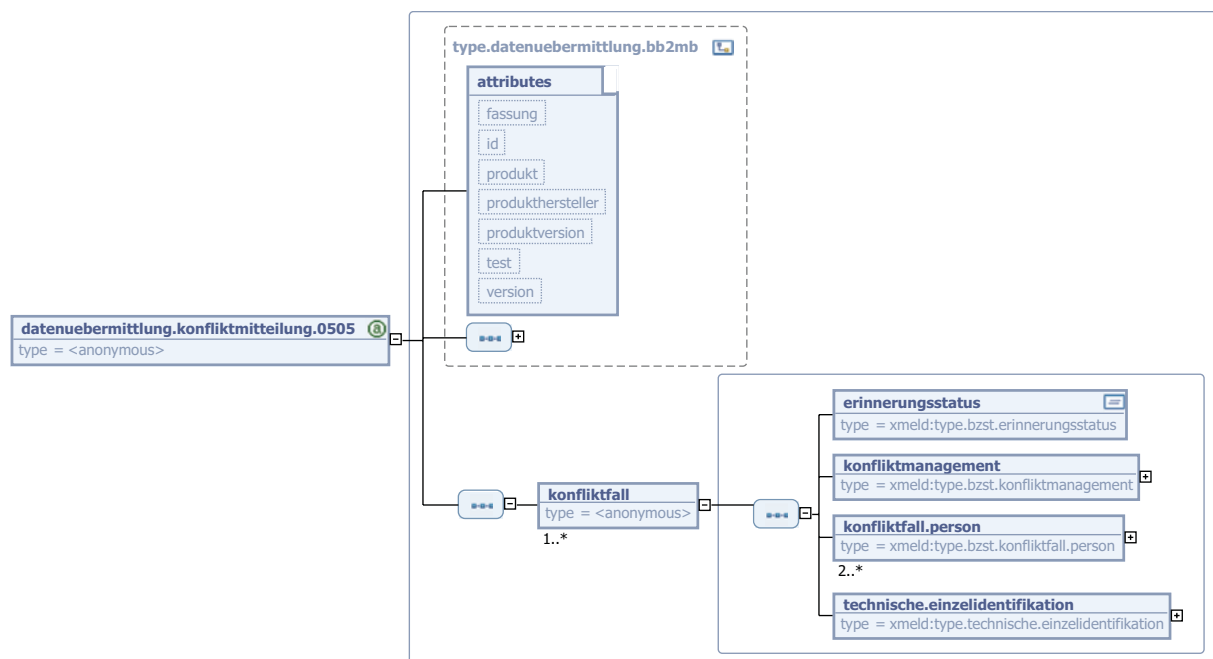 type.datenuebermittlung.bb2mb
attributes
fassung
id
produkt
produkthersteller
produktversion
test
version
datenuebermittlung.konfliktmitteilung.0505
type = <anonymous>
konfliktfall
type = <anonymous>
1..*
erinnerungsstatus
type = xmeld:type.bzst.erinnerungsstatus
konfliktmanagement
type = xmeld:type.bzst.konfliktmanagement
konfliktfall.person
type = xmeld:type.bzst.konfliktfall.person
2..*
technische.einzelidentifikation
type = xmeld:type.technische.einzelidentifikation